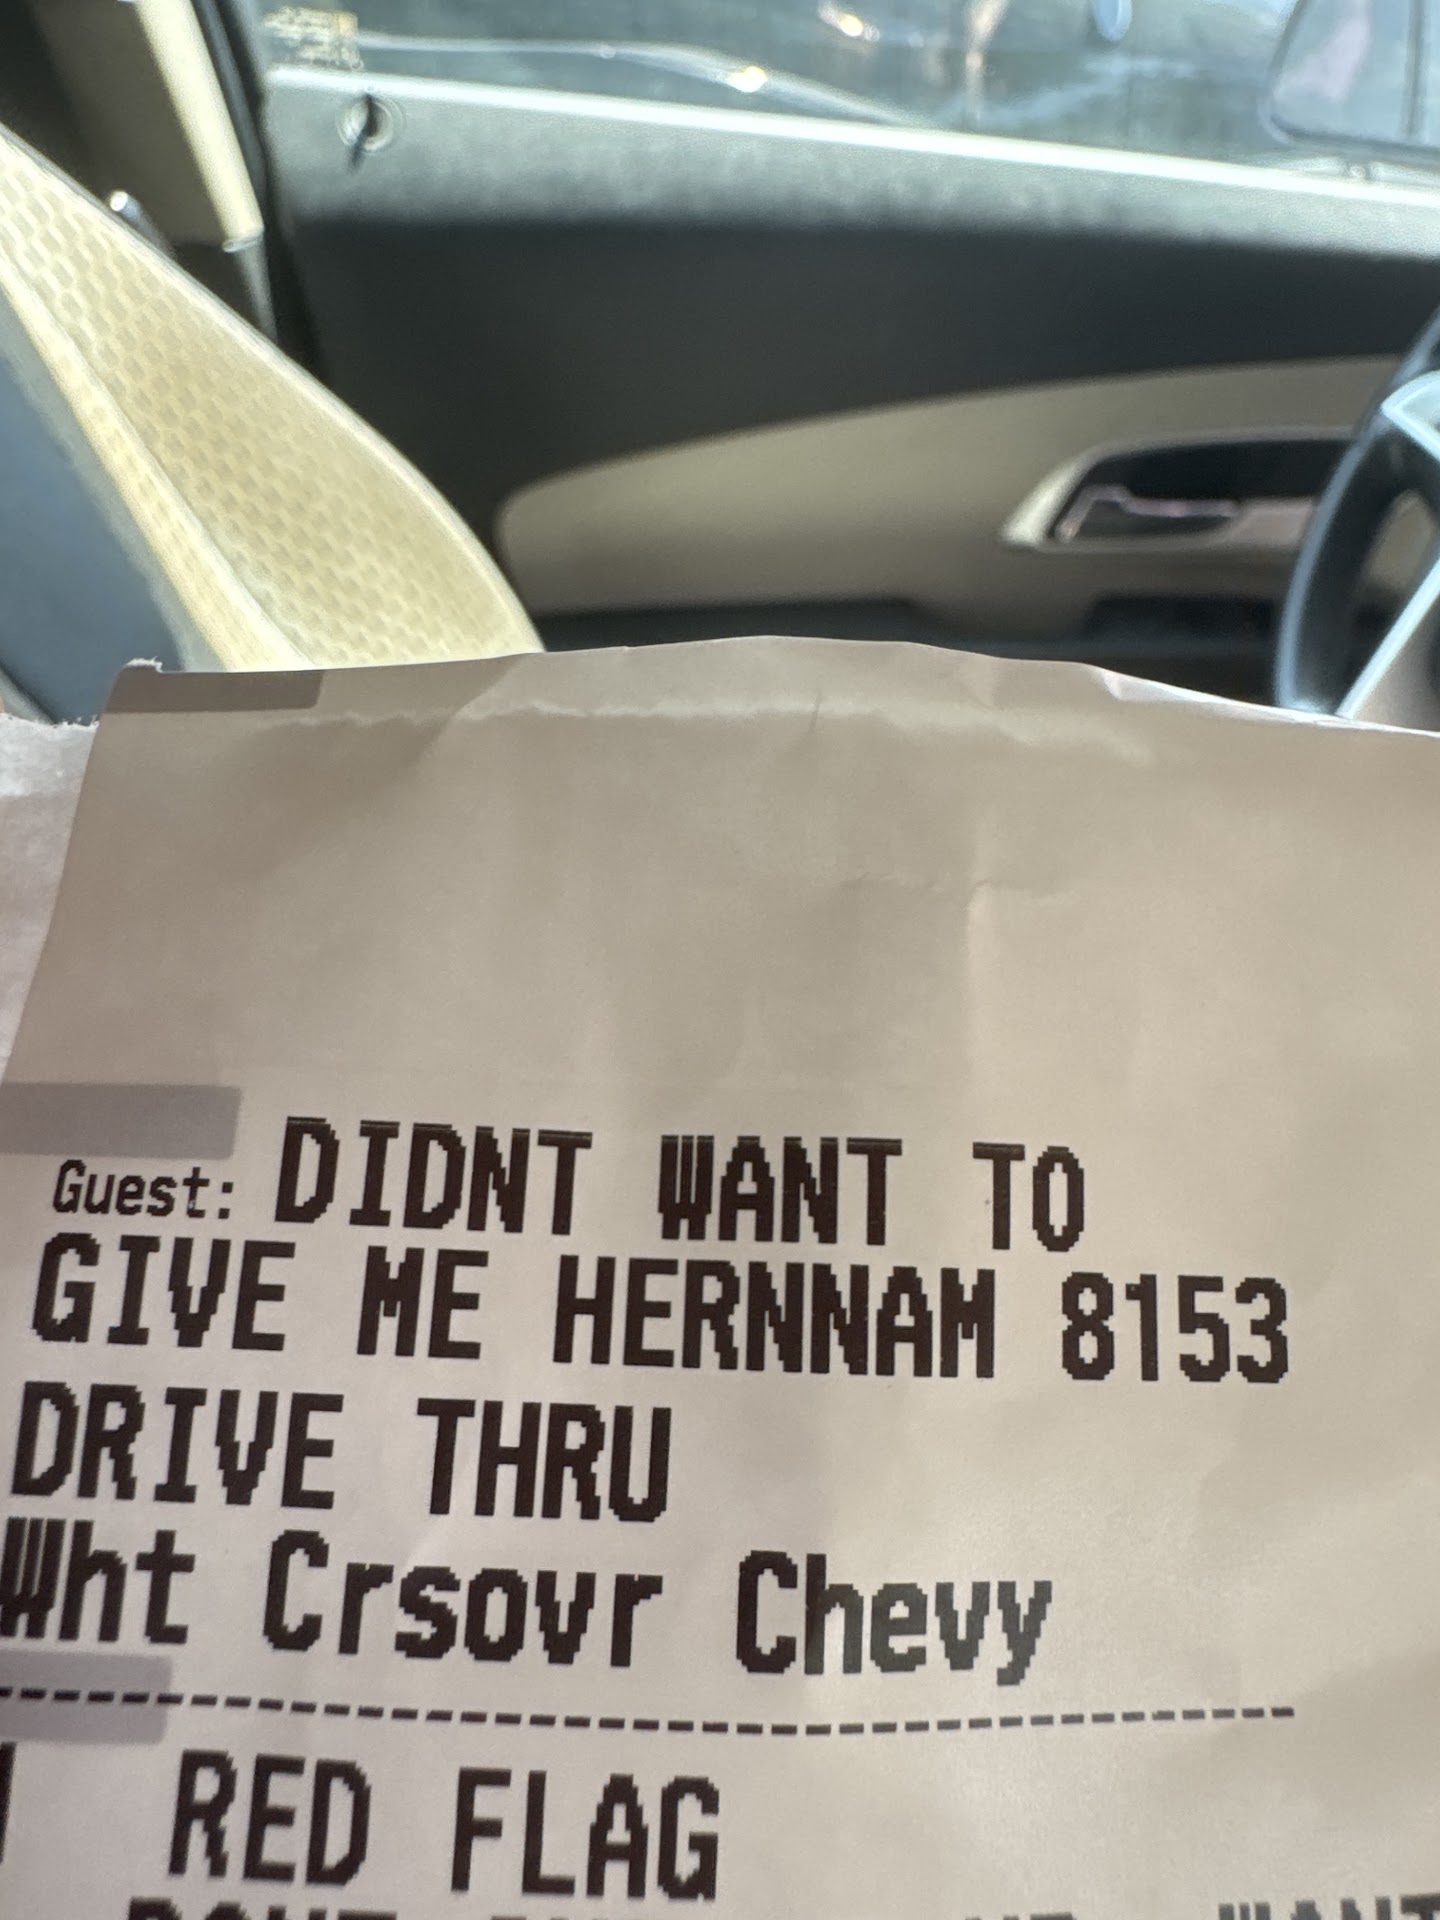 Guest: DIDNT WANT TO
GIVE ME HERNNAM 8153
DRIVE THRU
Wht Crsovr Chevy
RED FLAG